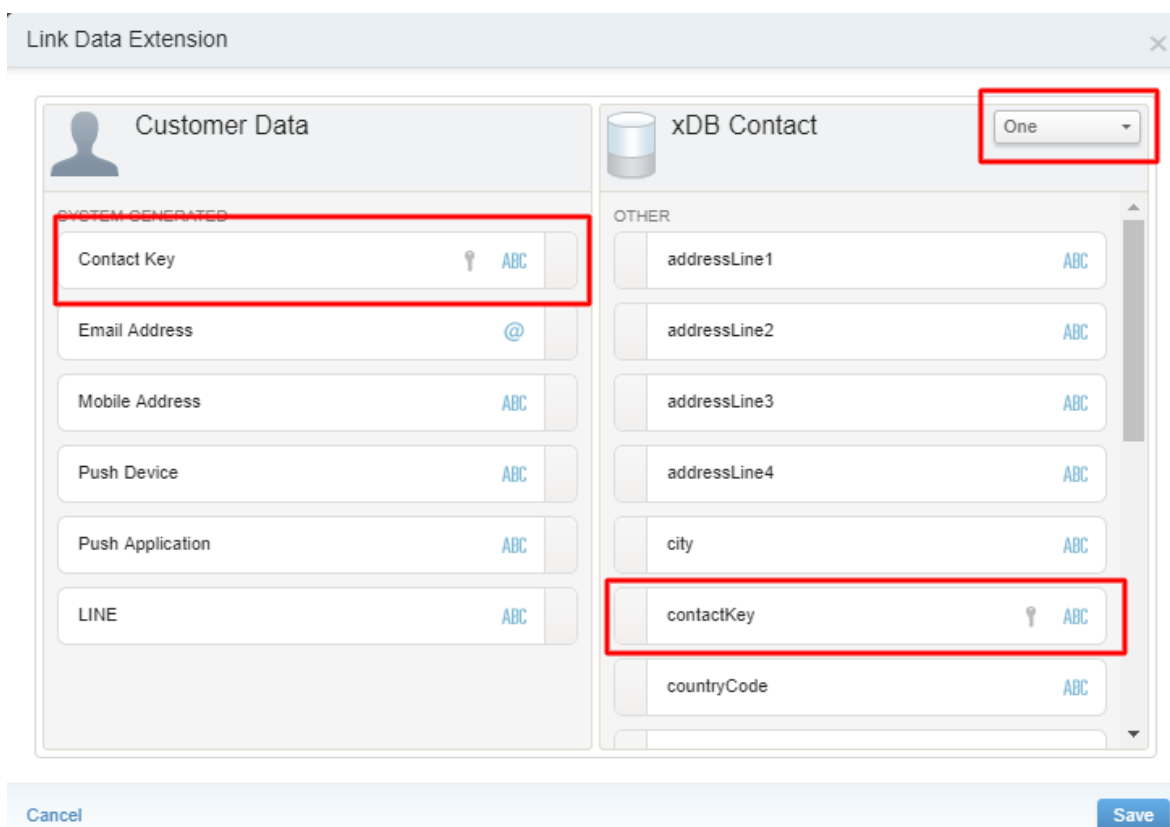 Link Data Extension
Customer Data
SYSTEM GENERATED
Contact Key ABC
Email Address @
Mobile Address ABC
Push Device ABC
Push Application ABC
LINE ABC
xDB Contact One
OTHER
addressLine1 ABC
addressLine2 ABC
addressLine3 ABC
addressLine4 ABC
city ABC
contactKey ABC
countryCode ABC
Cancel Save